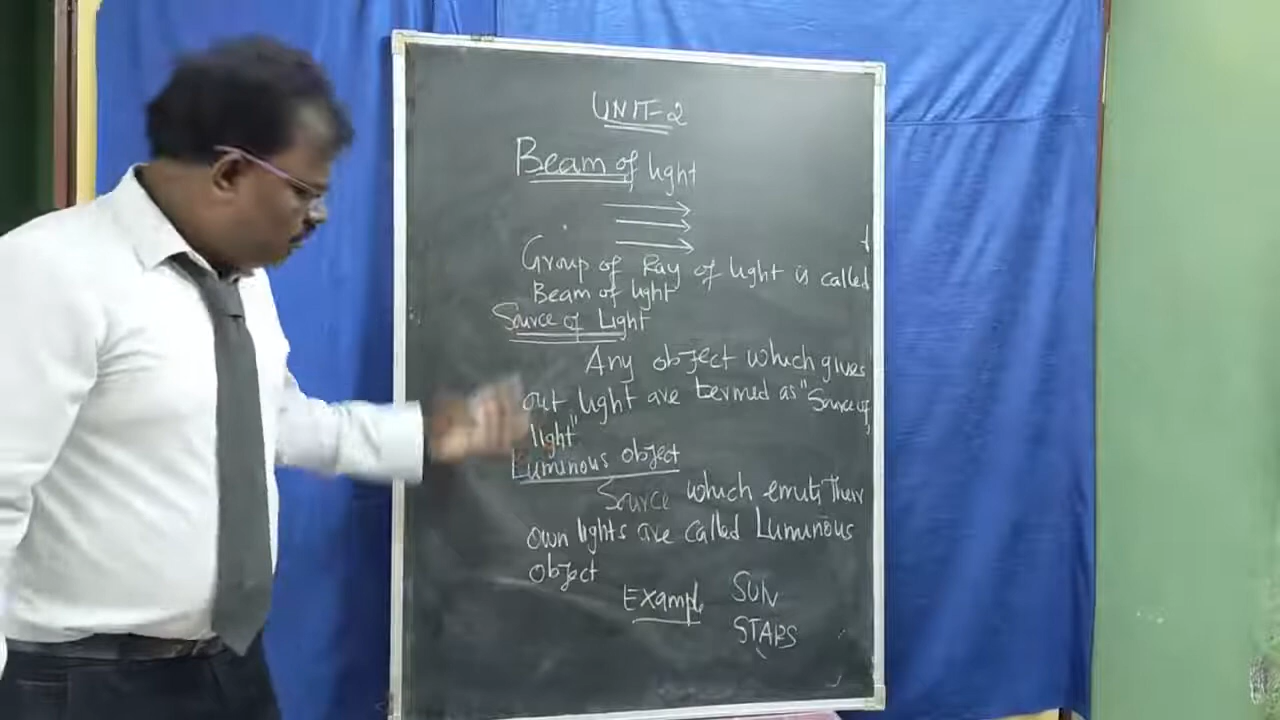 UNIT-2
Beam of light
Group of Ray of light is called
Beam of light
Source of Light
Any object which gives
out light are termed as "Source of
light"
Luminous object
Source which emits Their
own lights are called Luminous
object
Example SUN
STARS